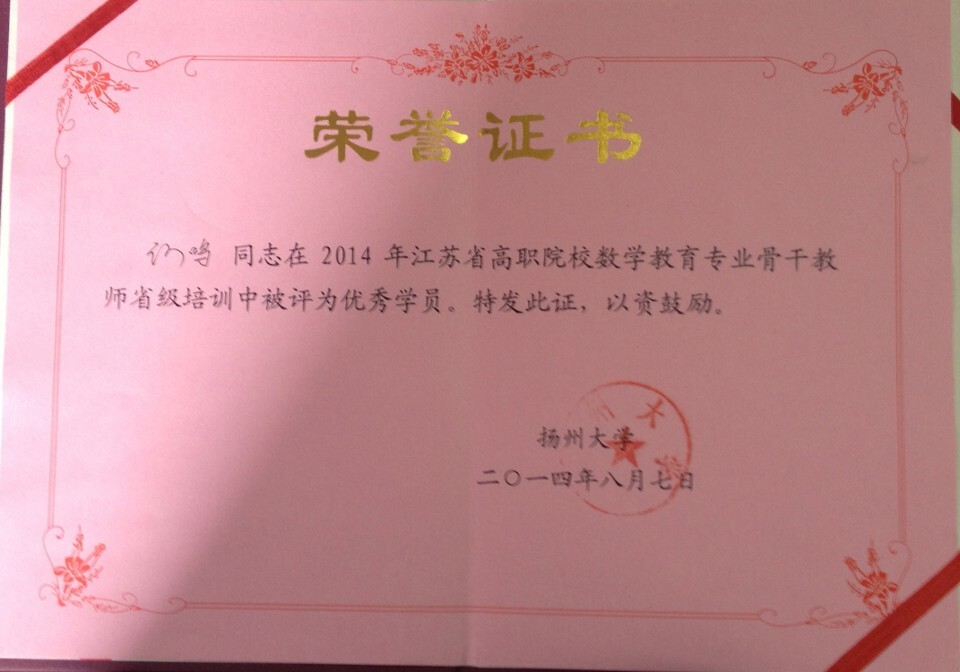 荣誉证书
鸣 同志在 2014 年江苏省高职院校数学教育专业骨干教
师省级培训中被评为优秀学员。特发此证，以资鼓励。
扬州大学
二〇一四年八月七日